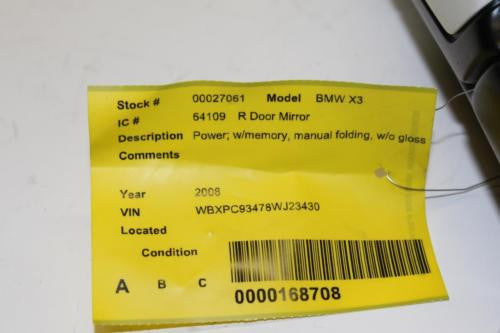 Stock # 00027061 Model BMW X3
IC # 64109 R Door Mirror
Description Power; w/memory, manual folding, w/o gloss
Comments
Year 2008
VIN WBXPC93478WJ23430
Located
Condition
A B C
0000168708